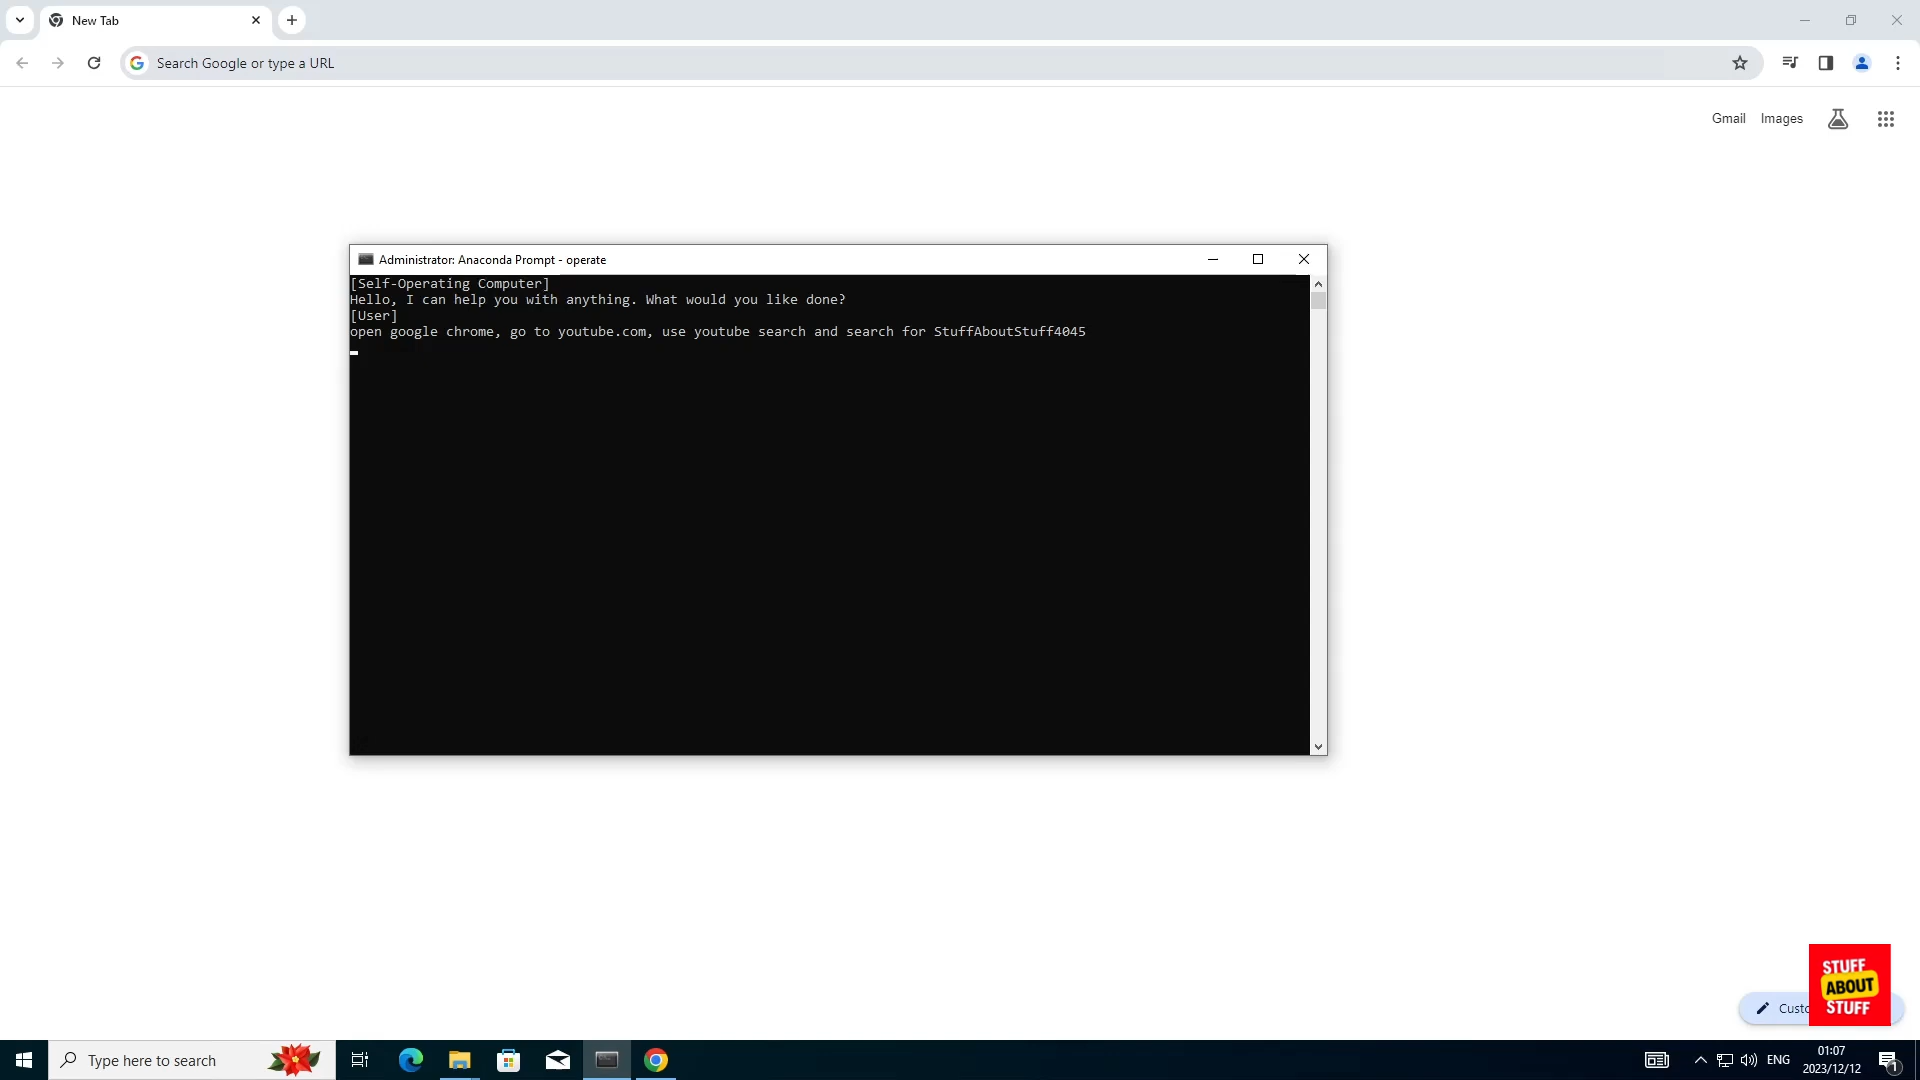 New Tab
Search Google or type a URL
Gmail Images
Administrator: Anaconda Prompt - operate
[Self-Operating Computer]
Hello, I can help you with anything. What would you like done?
[User]
open google chrome, go to youtube.com, use youtube search and search for StuffAboutStuff4045
STUFF
ABOUT
STUFF
Custo
Type here to search
ENG
01:07
2023/12/12
1